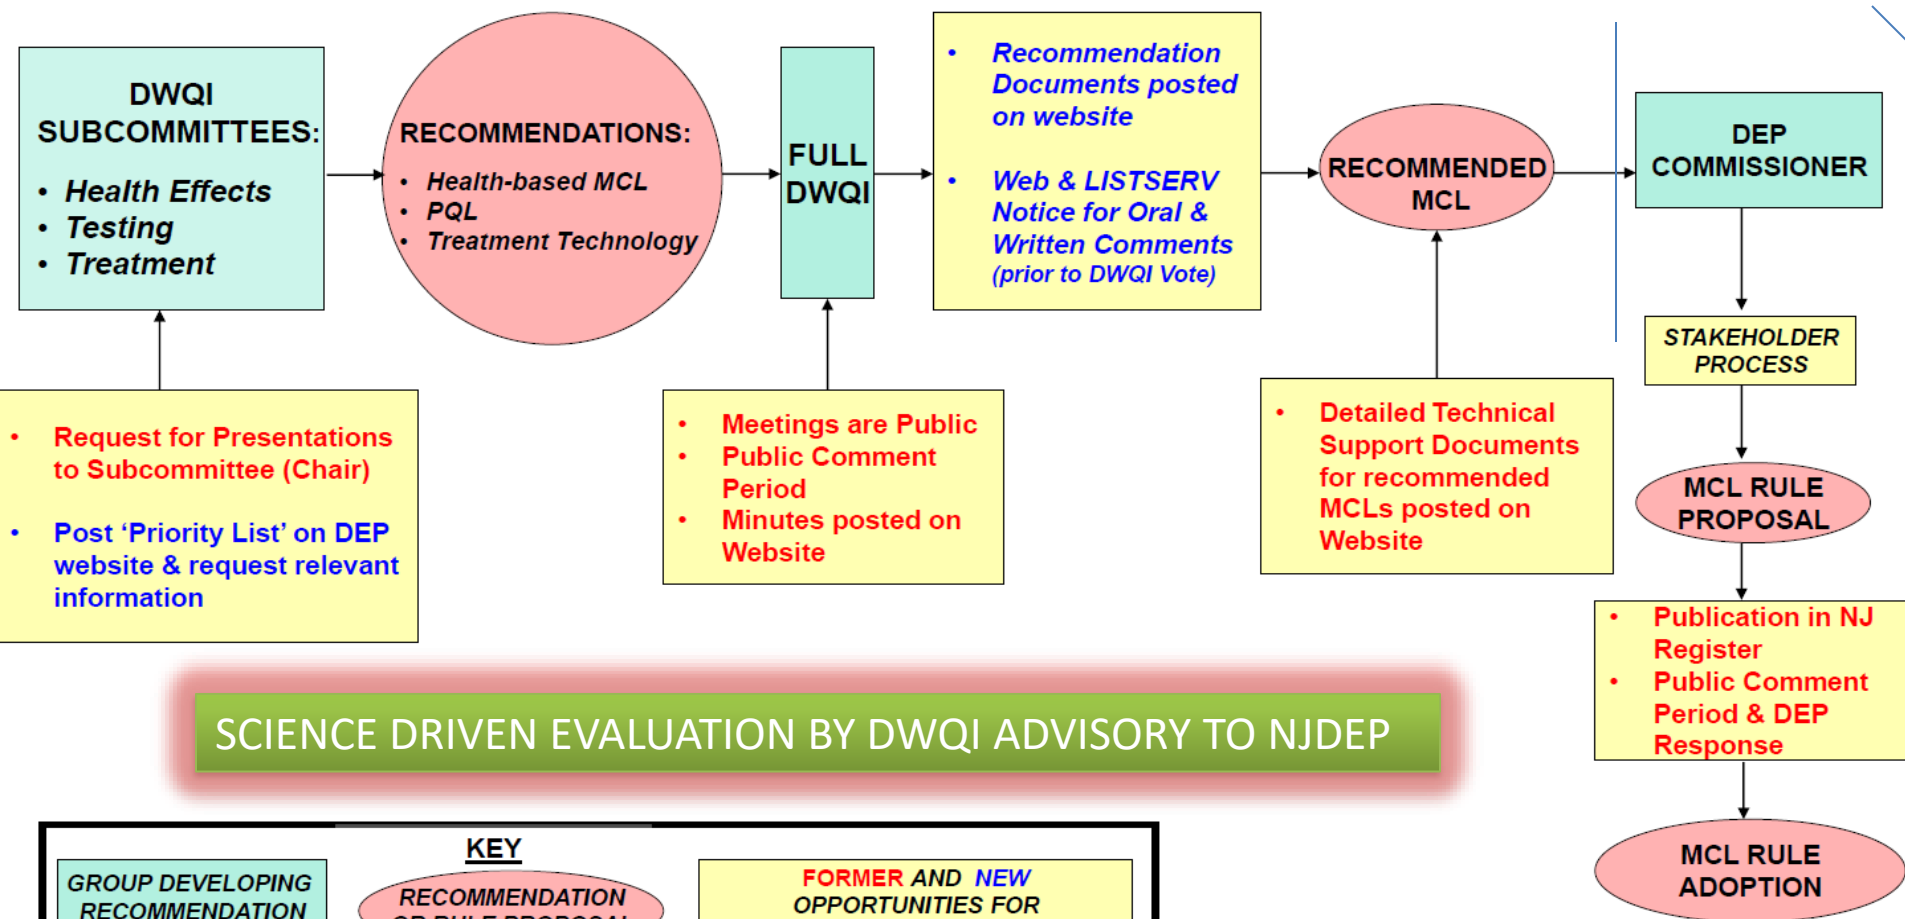 DWQI
SUBCOMMITTEES:
• Health Effects
• Testing
• Treatment
RECOMMENDATIONS:
• Health-based MCL
• PQL
• Treatment Technology
FULL
DWQI
• Recommendation
Documents posted
on website
• Web & LISTSERV
Notice for Oral &
Written Comments
(prior to DWQI Vote)
RECOMMENDED
MCL
DEP
COMMISSIONER
STAKEHOLDER
PROCESS
MCL RULE
PROPOSAL
• Publication in NJ
Register
• Public Comment
Period & DEP
Response
MCL RULE
ADOPTION
• Request for Presentations
to Subcommittee (Chair)
• Post ‘Priority List’ on DEP
website & request relevant
information
• Meetings are Public
• Public Comment
Period
• Minutes posted on
Website
• Detailed Technical
Support Documents
for recommended
MCLs posted on
Website
SCIENCE DRIVEN EVALUATION BY DWQI ADVISORY TO NJDEP
KEY
GROUP DEVELOPING
RECOMMENDATION
RECOMMENDATION
OR RULE PROPOSAL
FORMER AND NEW
OPPORTUNITIES FOR